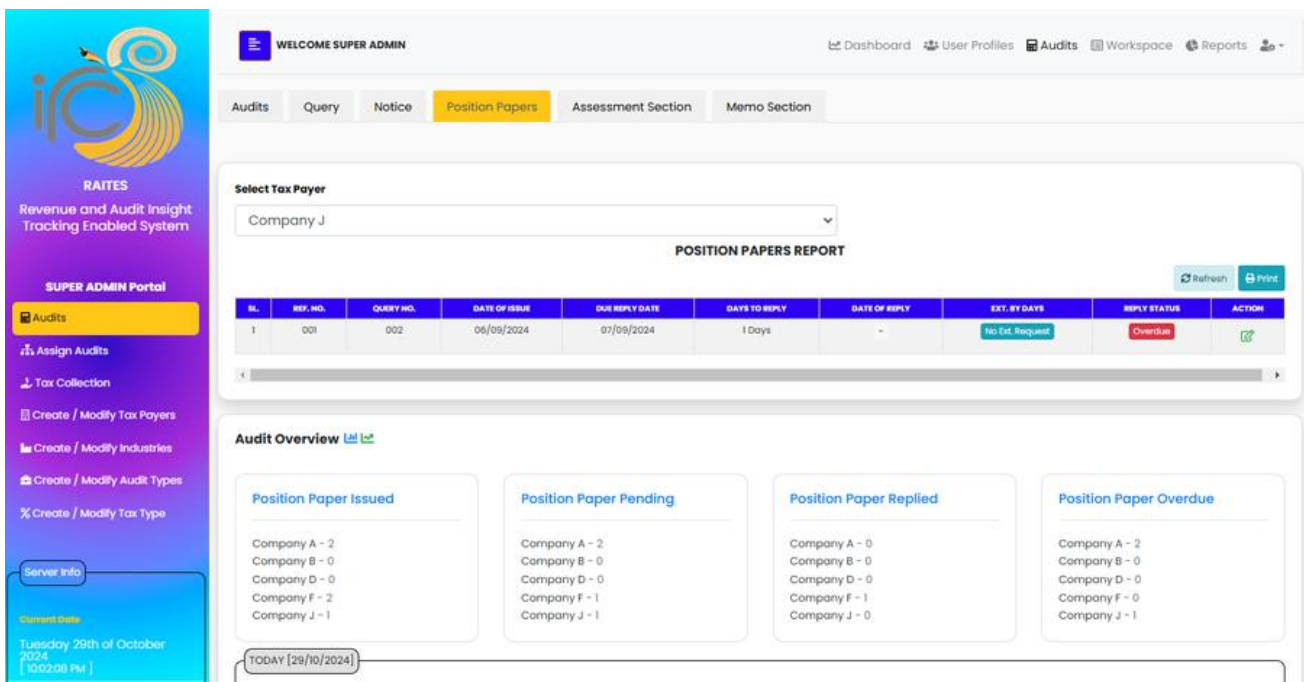 irc
RAITES
Revenue and Audit Insight
Tracking Enabled System
SUPER ADMIN Portal
Audits
Assign Audits
Tax Collection
Create / Modify Tax Payers
Create / Modify Industries
Create / Modify Audit Types
Create / Modify Tax Type
Server Info
Current Date
Tuesday 29th of October
2024
[ 10:02:08 PM ]
WELCOME SUPER ADMIN
Dashboard User Profiles Audits Workspace Reports
Audits Query Notice Position Papers Assessment Section Memo Section
Select Tax Payer
Company J
POSITION PAPERS REPORT
Refresh Print
SL. REF. NO. QUERY NO. DATE OF ISSUE DUE REPLY DATE DAYS TO REPLY DATE OF REPLY EXT. BY DAYS REPLY STATUS ACTION
1 001 002 06/09/2024 07/09/2024 1 Days - No Ext. Request Overdue
Audit Overview
Position Paper Issued
Company A - 2
Company B - 0
Company D - 0
Company F - 2
Company J - 1
Position Paper Pending
Company A - 2
Company B - 0
Company D - 0
Company F - 1
Company J - 1
Position Paper Replied
Company A - 0
Company B - 0
Company D - 0
Company F - 1
Company J - 0
Position Paper Overdue
Company A - 2
Company B - 0
Company D - 0
Company F - 0
Company J - 1
TODAY [29/10/2024]